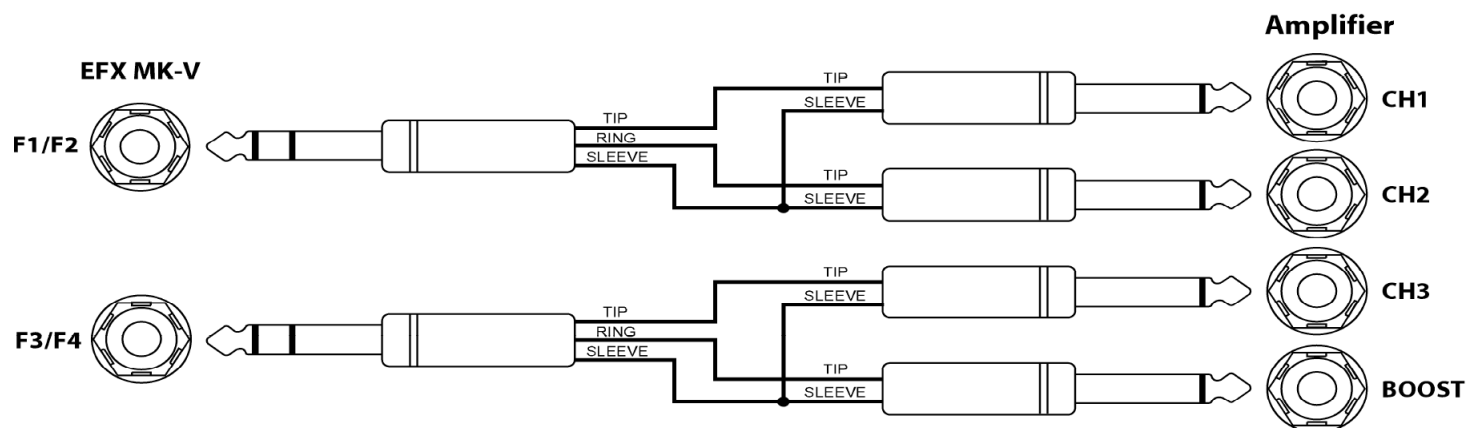 Amplifier
EFX MK-V
TIP
SLEEVE
CH1
F1/F2
TIP
RING
SLEEVE
TIP
SLEEVE
CH2
TIP
SLEEVE
CH3
F3/F4
TIP
RING
SLEEVE
TIP
SLEEVE
BOOST